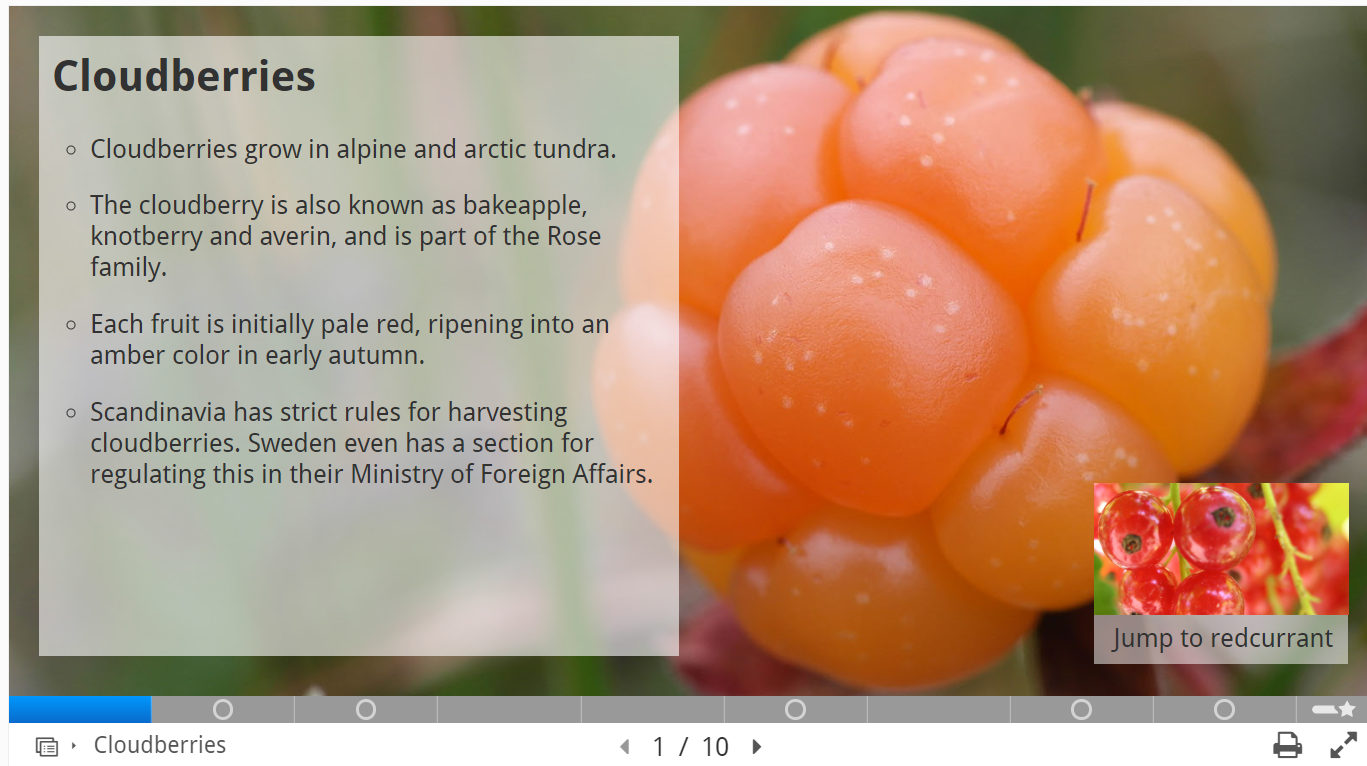 Cloudberries
Cloudberries grow in alpine and arctic tundra.
The cloudberry is also known as bakeapple,
knotberry and averin, and is part of the Rose
family.
Each fruit is initially pale red, ripening into an
amber color in early autumn.
Scandinavia has strict rules for harvesting
cloudberries. Sweden even has a section for
regulating this in their Ministry of Foreign Affairs.
Jump to redcurrant
Cloudberries
1 / 10